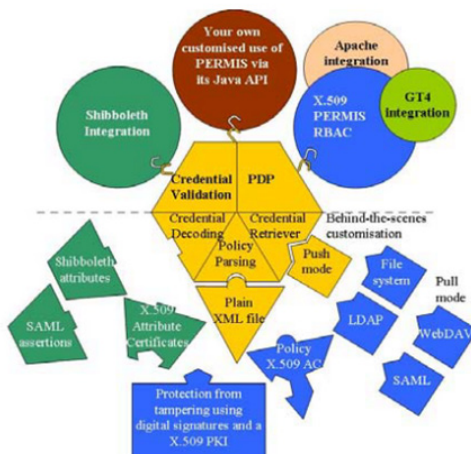 Your own
customised use of
PERMIS via
its Java API
Apache
integration
Shibboleth
Integration
X.509
PERMIS
RBAC
GT4
integration
Credential
Validation
PDP
Credential
Decoding
Credential
Retriever
Policy
Parsing
Behind-the-scenes
customisation
Shibboleth
attributes
Push
mode
File
system
Pull
mode
SAML
assertions
X.509
Attribute
Certificates
Plain
XML file
LDAP
WebDAV
Policy
X.509 AC
SAML
Protection from
tampering using
digital signatures and a
X.509 PKI